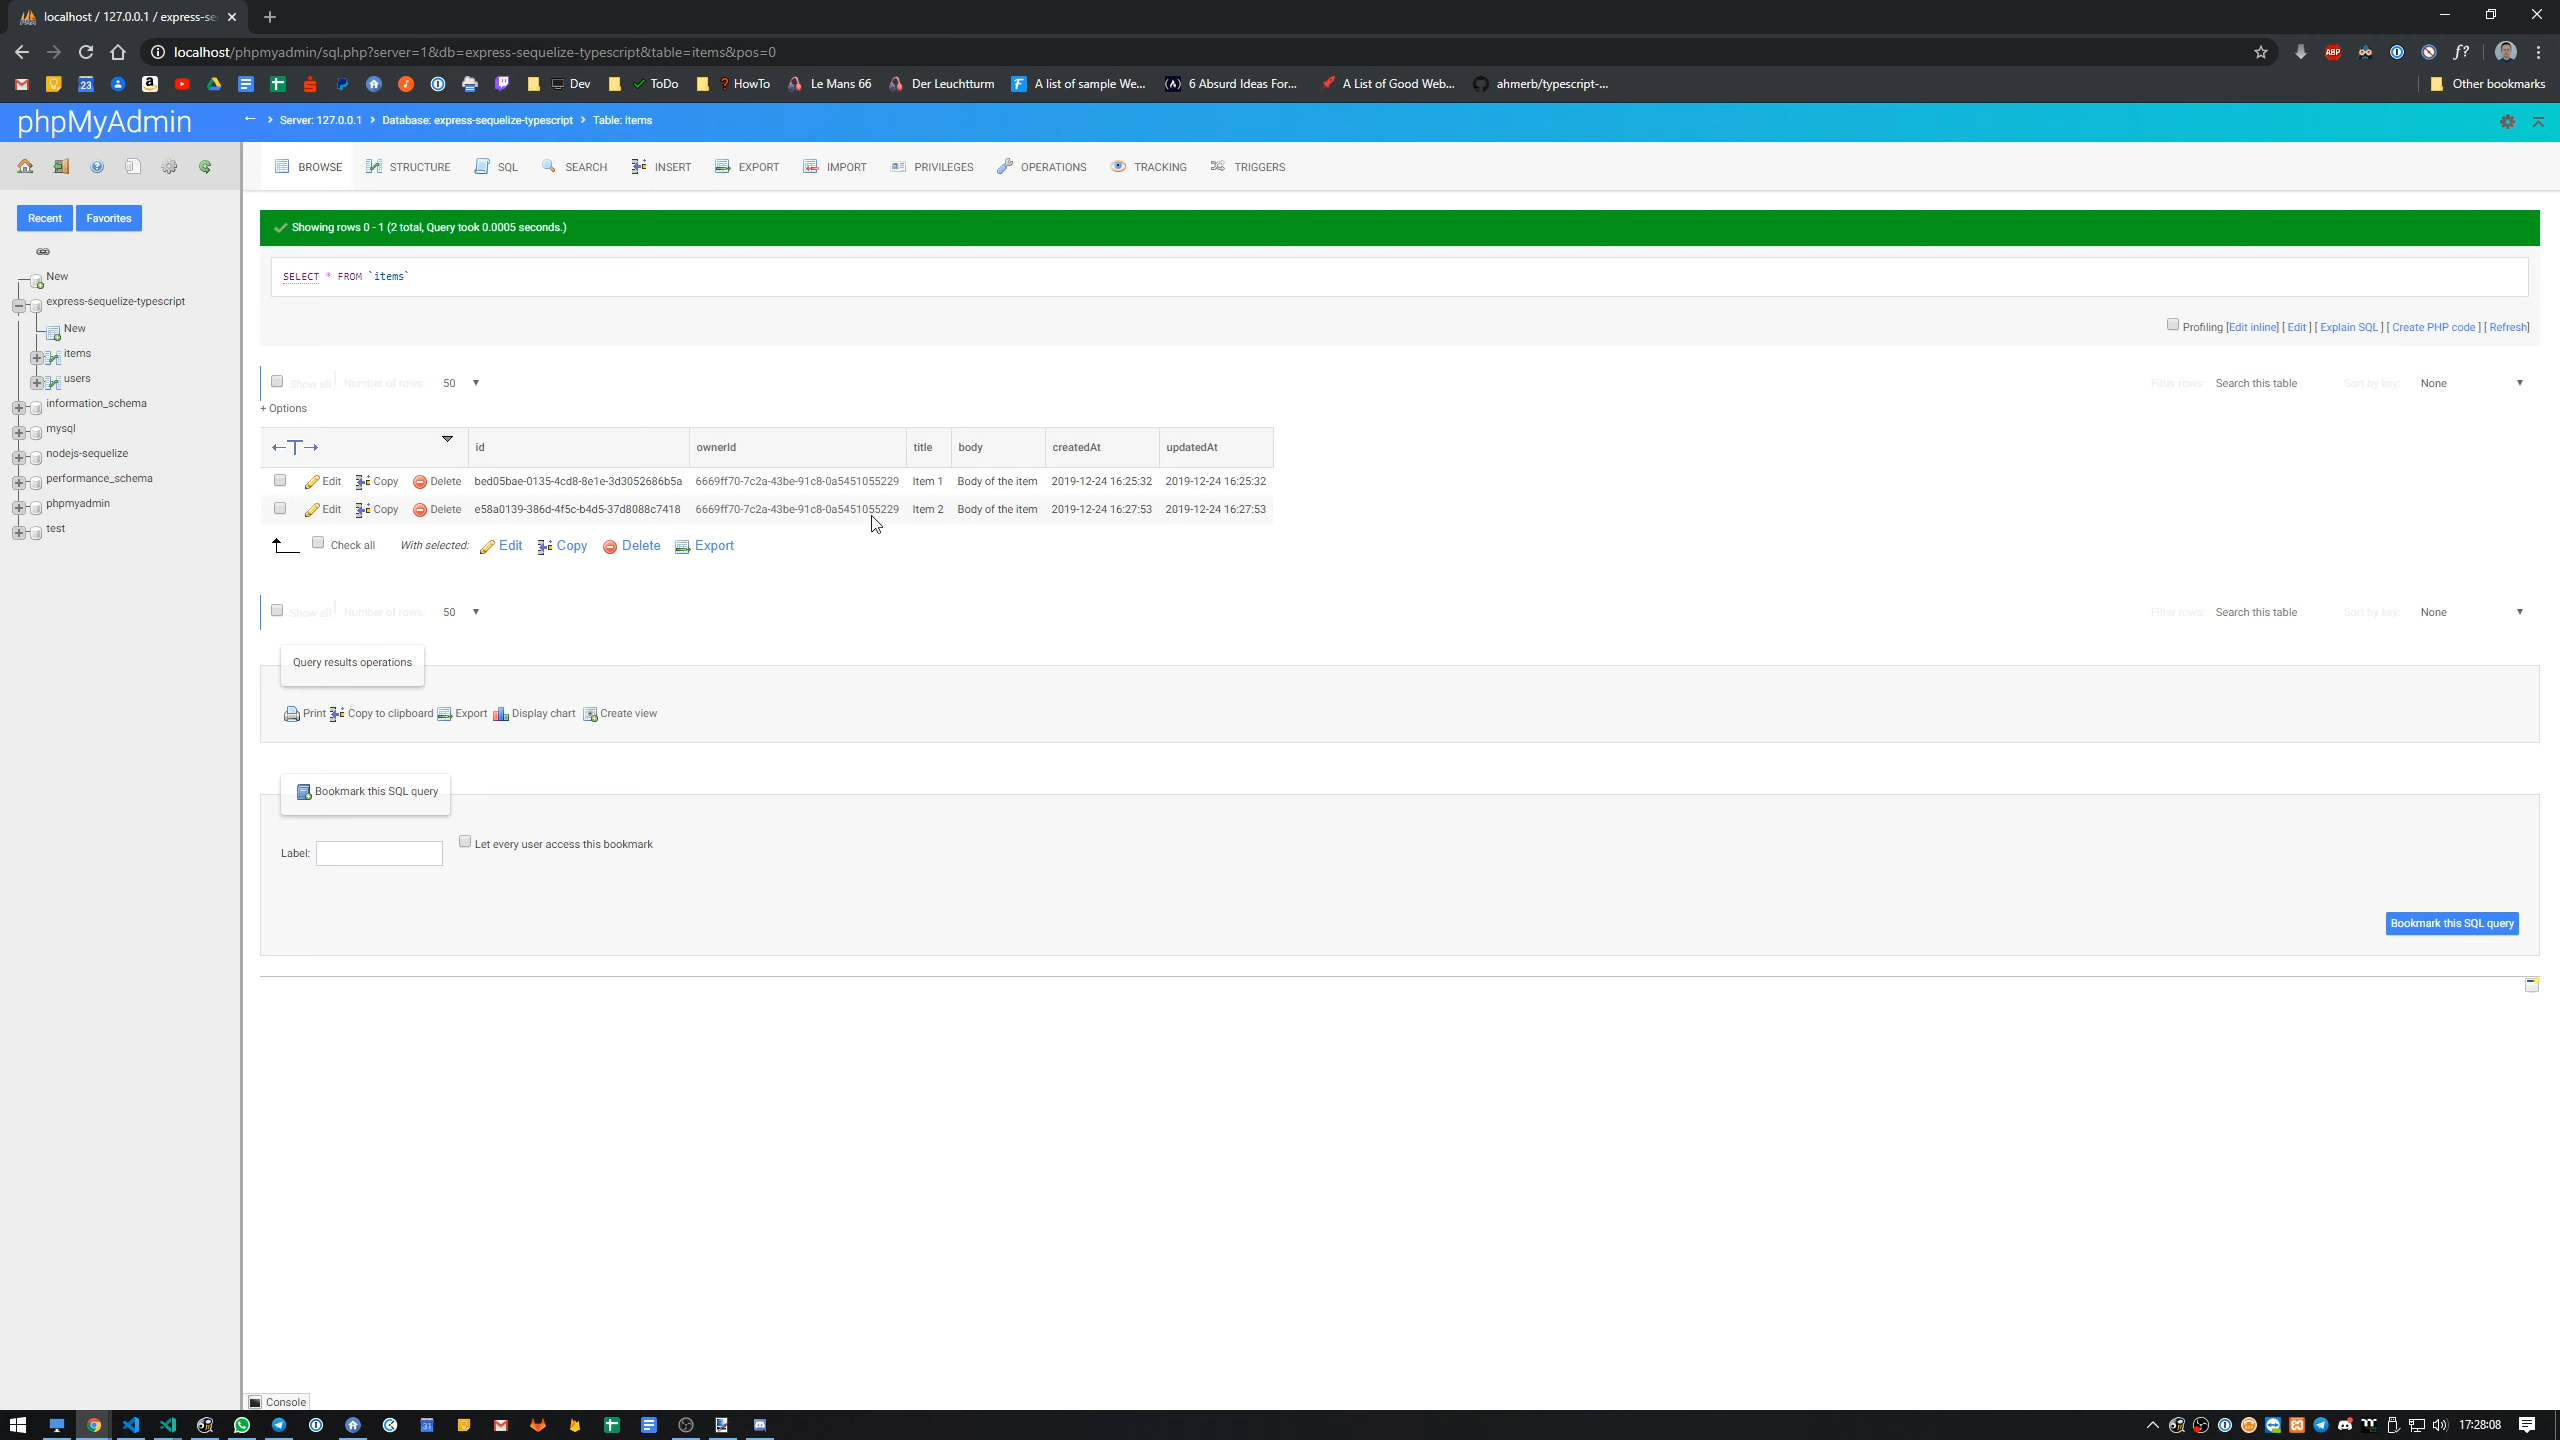 localhost / 127.0.0.1 / express-se
localhost/phpmyadmin/sql.php?server=1&db=express-sequelize-typescript&table=items&pos=0
23 Dev ToDo ? HowTo Le Mans 66 Der Leuchtturm A list of sample We... 6 Absurd Ideas For... A List of Good Web... ahmerb/typescript-... Other bookmarks
phpMyAdmin
Server: 127.0.0.1 Database: express-sequelize-typescript Table: items
BROWSE STRUCTURE SQL SEARCH INSERT EXPORT IMPORT PRIVILEGES OPERATIONS TRACKING TRIGGERS
Recent Favorites
New
express-sequelize-typescript
New
items
users
information_schema
mysql
nodejs-sequelize
performance_schema
phpmyadmin
test
Showing rows 0 - 1 (2 total, Query took 0.0005 seconds.)
SELECT * FROM `items`
Profiling [Edit inline] [ Edit ] [ Explain SQL ] [ Create PHP code ] [ Refresh]
Show all Number of rows: 50 Filter rows: Search this table Sort by key: None
+ Options
id ownerId title body createdAt updatedAt
Edit Copy Delete bed05bae-0135-4cd8-8e1e-3d3052686b5a 6669ff70-7c2a-43be-91c8-0a5451055229 Item 1 Body of the item 2019-12-24 16:25:32 2019-12-24 16:25:32
Edit Copy Delete e58a0139-386d-4f5c-b4d5-37d8088c7418 6669ff70-7c2a-43be-91c8-0a5451055229 Item 2 Body of the item 2019-12-24 16:27:53 2019-12-24 16:27:53
Check all With selected: Edit Copy Delete Export
Show all Number of rows: 50 Filter rows: Search this table Sort by key: None
Query results operations
Print Copy to clipboard Export Display chart Create view
Bookmark this SQL query
Label: Let every user access this bookmark
Bookmark this SQL query
Console
17:28:08